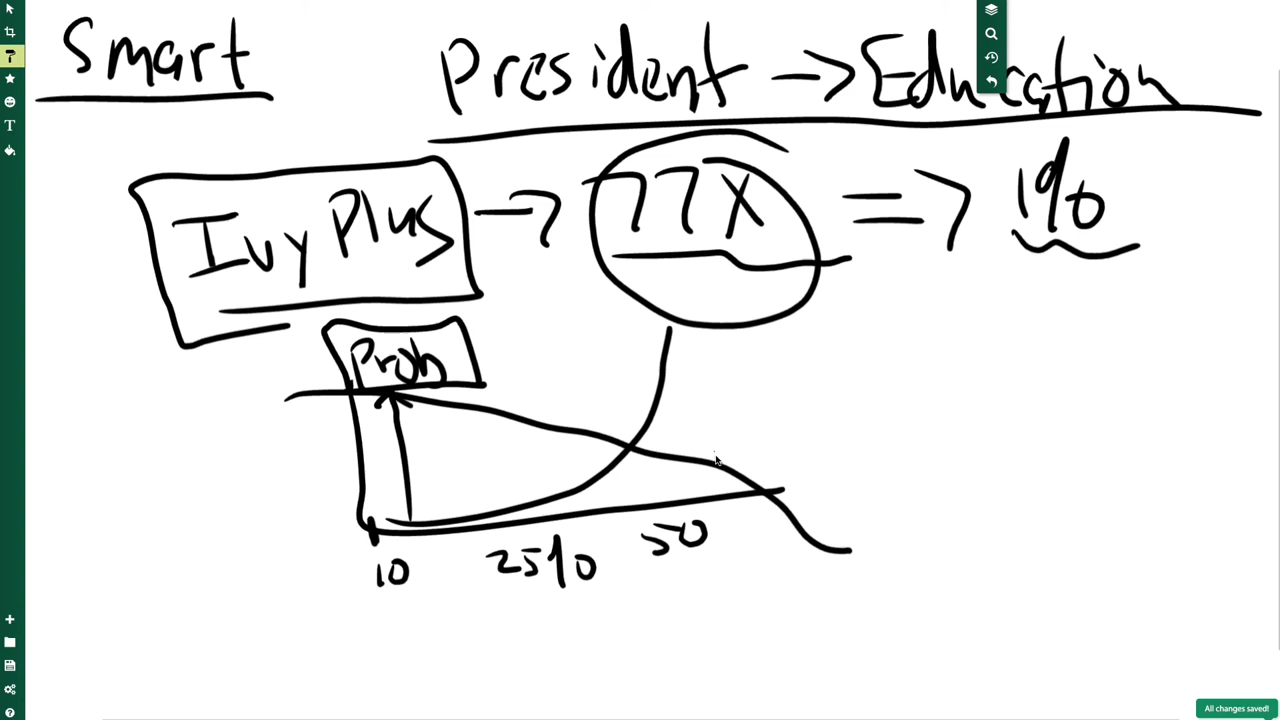 Smart
President → Education
Ivy Plus → 77X => 1%
Prob
10 25% 50
T
All changes saved!